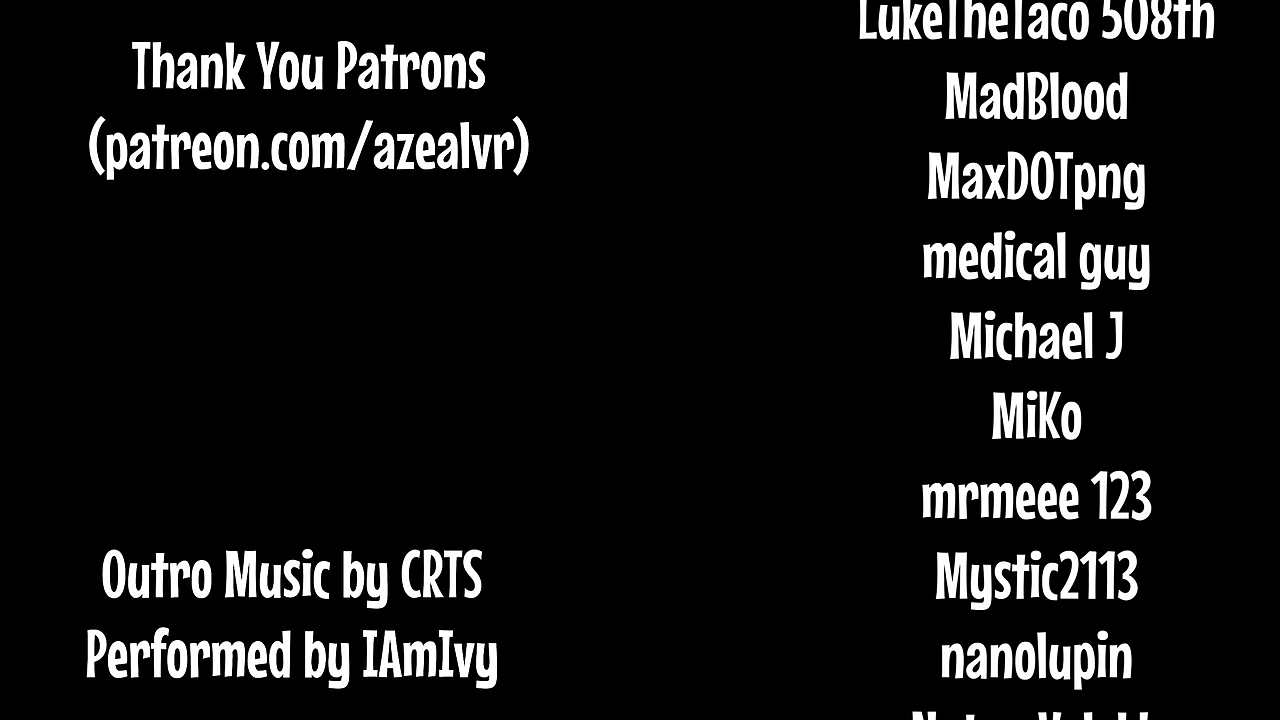 Thank You Patrons
(patreon.com/azealvr)
Outro Music by CRTS
Performed by IAmIvy
LukeTheTaco 508th
MadBlood
MaxDOTpng
medical guy
Michael J
MiKo
mrmeee 123
Mystic2113
nanolupin